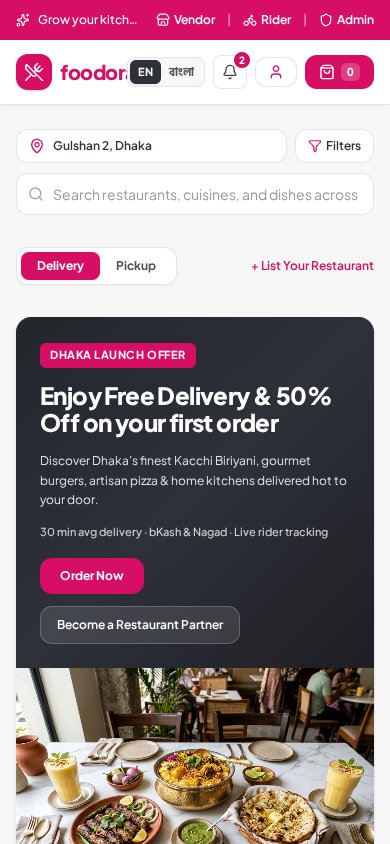 Grow your kitch...
Vendor
Rider
Admin
EN
বাংলা
2
0
Gulshan 2, Dhaka
Filters
Search restaurants, cuisines, and dishes across
Delivery
Pickup
+ List Your Restaurant
DHAKA LAUNCH OFFER
Enjoy Free Delivery & 50%
Off on your first order
Discover Dhaka's finest Kacchi Biriyani, gourmet
burgers, artisan pizza & home kitchens delivered hot to
your door.
30 min avg delivery · bKash & Nagad · Live rider tracking
Order Now
Become a Restaurant Partner